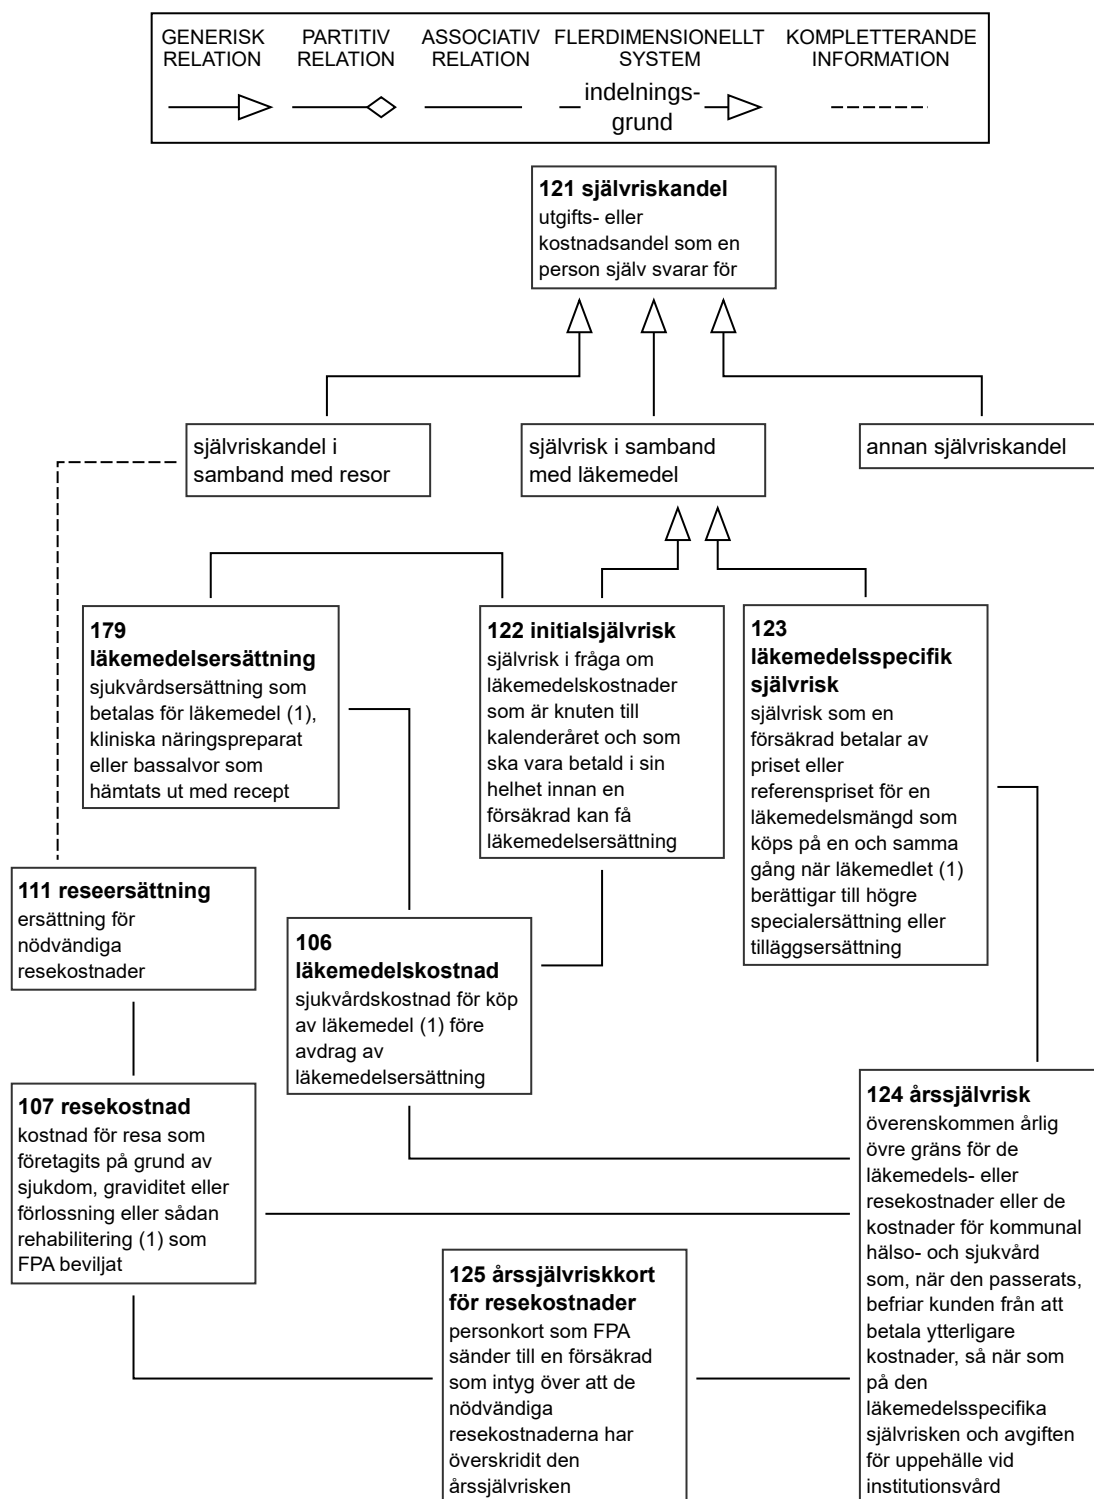 GENERISK
RELATION
PARTITIV
RELATION
ASSOCIATIV
RELATION
FLERDIMENSIONELLT
SYSTEM
KOMPLETTERANDE
INFORMATION
indelnings-
grund
121 självriskandel
utgifts- eller
kostnadsandel som en
person själv svarar för
självriskandel i
samband med resor
självrisk i samband
med läkemedel
annan självriskandel
179
läkemedelsersättning
sjukvårdsersättning som
betalas för läkemedel (1),
kliniska näringspreparat
eller bassalvor som
hämtats ut med recept
122 initialsjälvrisk
självrisk i fråga om
läkemedelskostnader
som är knuten till
kalenderåret och som
ska vara betald i sin
helhet innan en
försäkrad kan få
läkemedelsersättning
123
läkemedelsspecifik
självrisk
självrisk som en
försäkrad betalar av
priset eller
referenspriset för en
läkemedelsmängd som
köps på en och samma
gång när läkemedlet (1)
berättigar till högre
specialersättning eller
tilläggsersättning
111 reseersättning
ersättning för
nödvändiga
resekostnader
106
läkemedelskostnad
sjukvårdskostnad för köp
av läkemedel (1) före
avdrag av
läkemedelsersättning
107 resekostnad
kostnad för resa som
företagits på grund av
sjukdom, graviditet eller
förlossning eller sådan
rehabilitering (1) som
FPA beviljat
124 årssjälvrisk
överenskommen årlig
övre gräns för de
läkemedels- eller
resekostnader eller de
kostnader för kommunal
hälso- och sjukvård
som, när den passerats,
befriar kunden från att
betala ytterligare
kostnader, så när som
på den
läkemedelsspecifika
självrisken och avgiften
för uppehälle vid
institutionsvård
125 årssjälvriskkort
för resekostnader
personkort som FPA
sänder till en försäkrad
som intyg över att de
nödvändiga
resekostnaderna har
överskridit den
årssjälvrisken